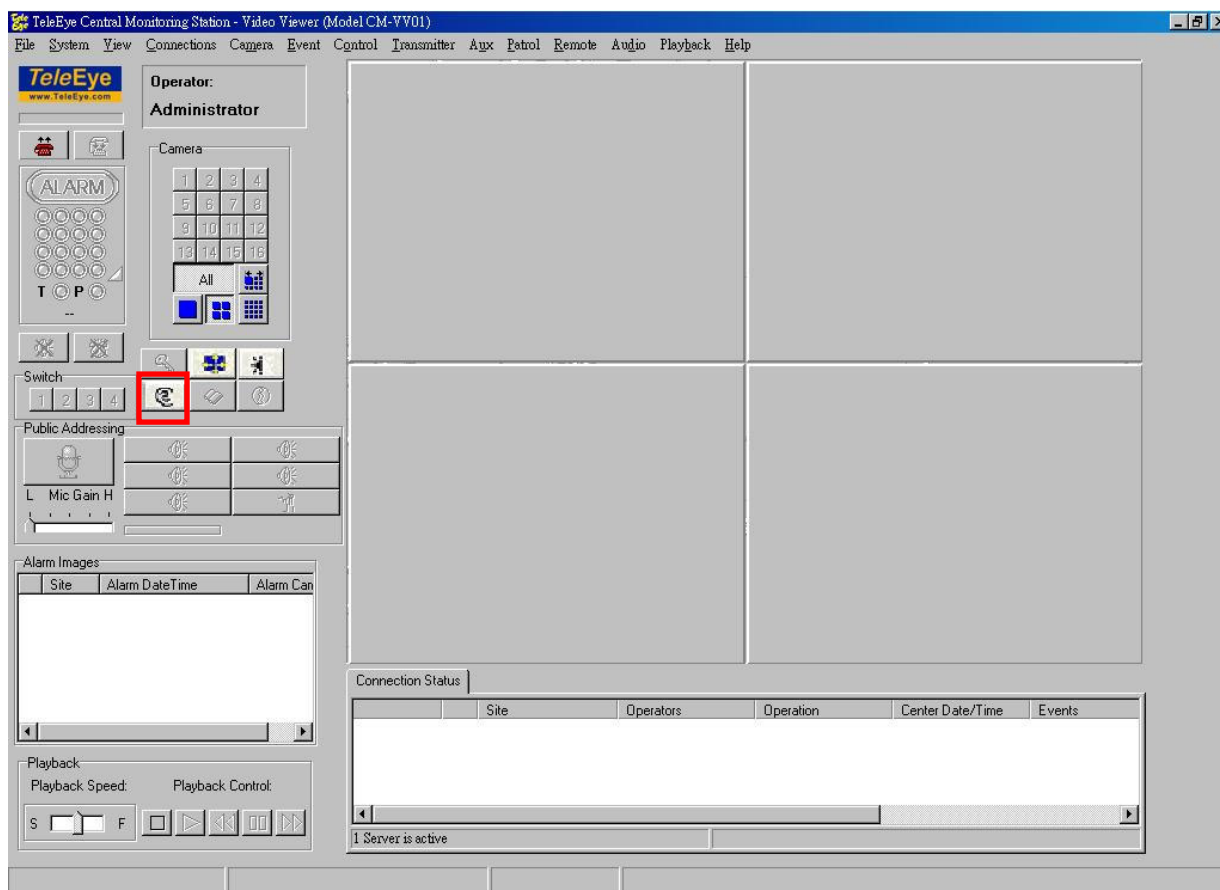 TeleEye Central Monitoring Station - Video Viewer (Model CM-VV01)
File System View Connections Camera Event Control Transmitter Aux Patrol Remote Audio Playback Help
TeleEye
www.TeleEye.com
Operator:
Administrator
Camera
1 2 3 4
5 6 7 8
9 10 11 12
13 14 15 16
All
ALARM
T P
--
Switch
1 2 3 4
Public Addressing
L Mic Gain H
Alarm Images
Site Alarm DateTime Alarm Cam
Playback
Playback Speed: Playback Control:
S F
Connection Status
Site Operators Operation Center Date/Time Events
1 Server is active